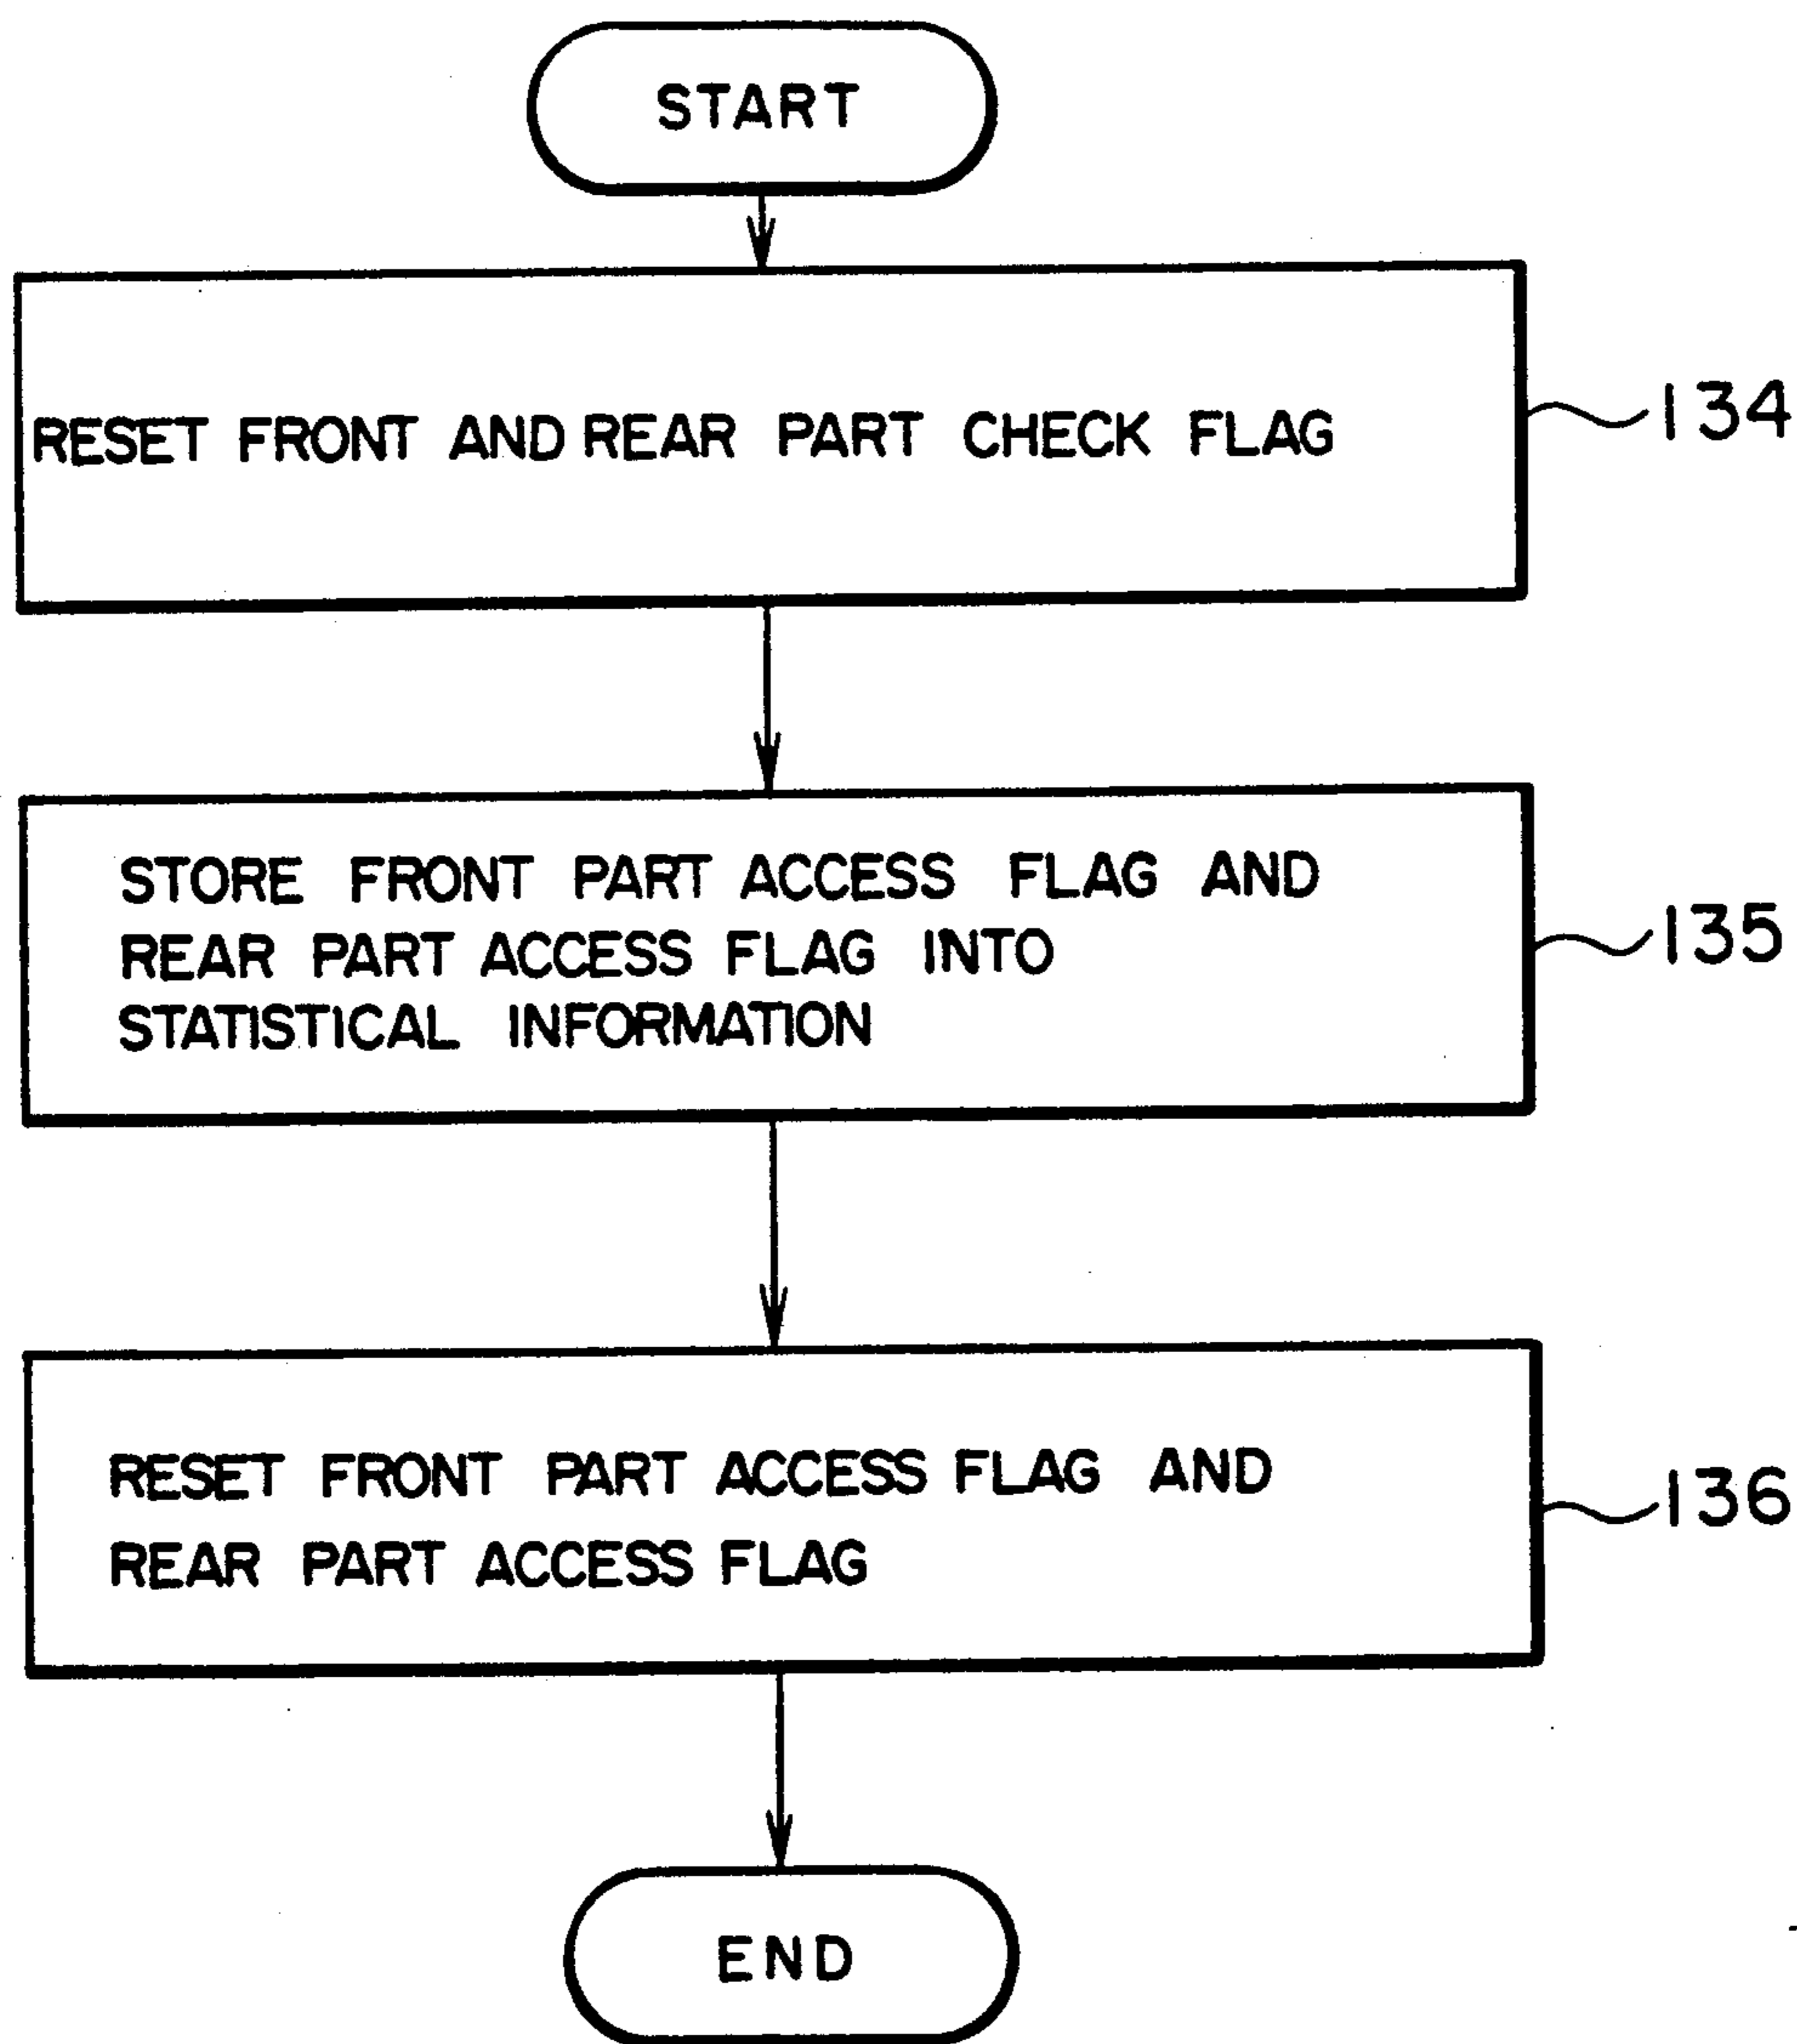 START
RESET FRONT AND REAR PART CHECK FLAG
134
STORE FRONT PART ACCESS FLAG AND
REAR PART ACCESS FLAG INTO
STATISTICAL INFORMATION
135
RESET FRONT PART ACCESS FLAG AND
REAR PART ACCESS FLAG
136
END